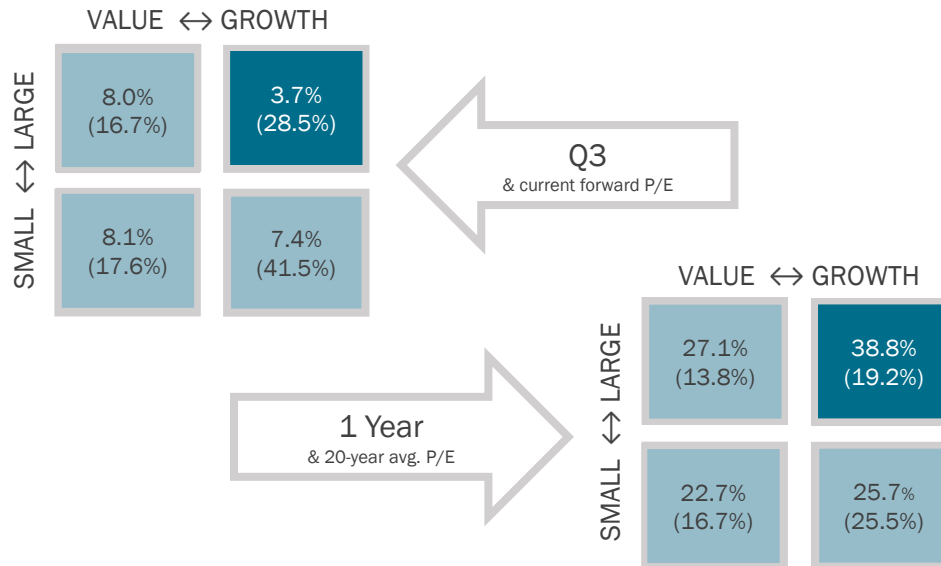 VALUE ↔ GROWTH
SMALL ↔ LARGE
8.0%
(16.7%)
3.7%
(28.5%)
8.1%
(17.6%)
7.4%
(41.5%)
Q3
& current forward P/E
VALUE ↔ GROWTH
SMALL ↔ LARGE
27.1%
(13.8%)
38.8%
(19.2%)
22.7%
(16.7%)
25.7%
(25.5%)
1 Year
& 20-year avg. P/E